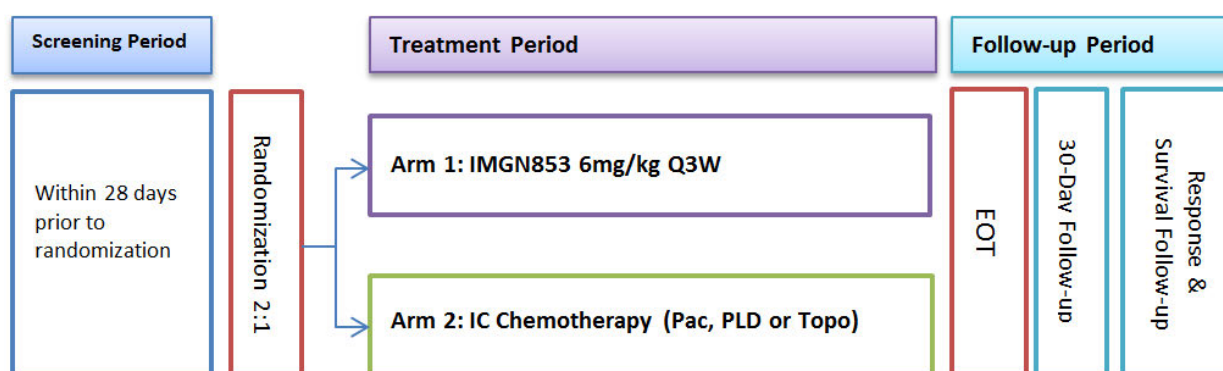 Screening Period
Treatment Period
Follow-up Period
Within 28 days
prior to
randomization
Randomization 2:1
Arm 1: IMGN853 6mg/kg Q3W
Arm 2: IC Chemotherapy (Pac, PLD or Topo)
EOT
30-Day Follow-up
Response &
Survival Follow-up